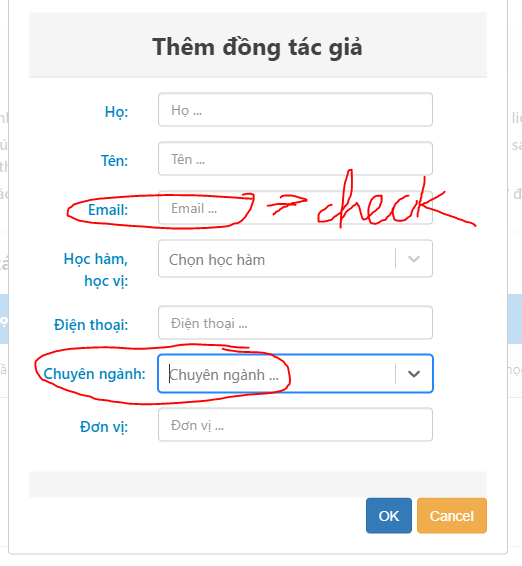 Thêm đồng tác giả
Họ: Họ ...
Tên: Tên ...
Email: Email ... => check
Học hàm, học vị: Chọn học hàm
Điện thoại: Điện thoại ...
Chuyên ngành: Chuyên ngành ...
Đơn vị: Đơn vị ...
OK Cancel